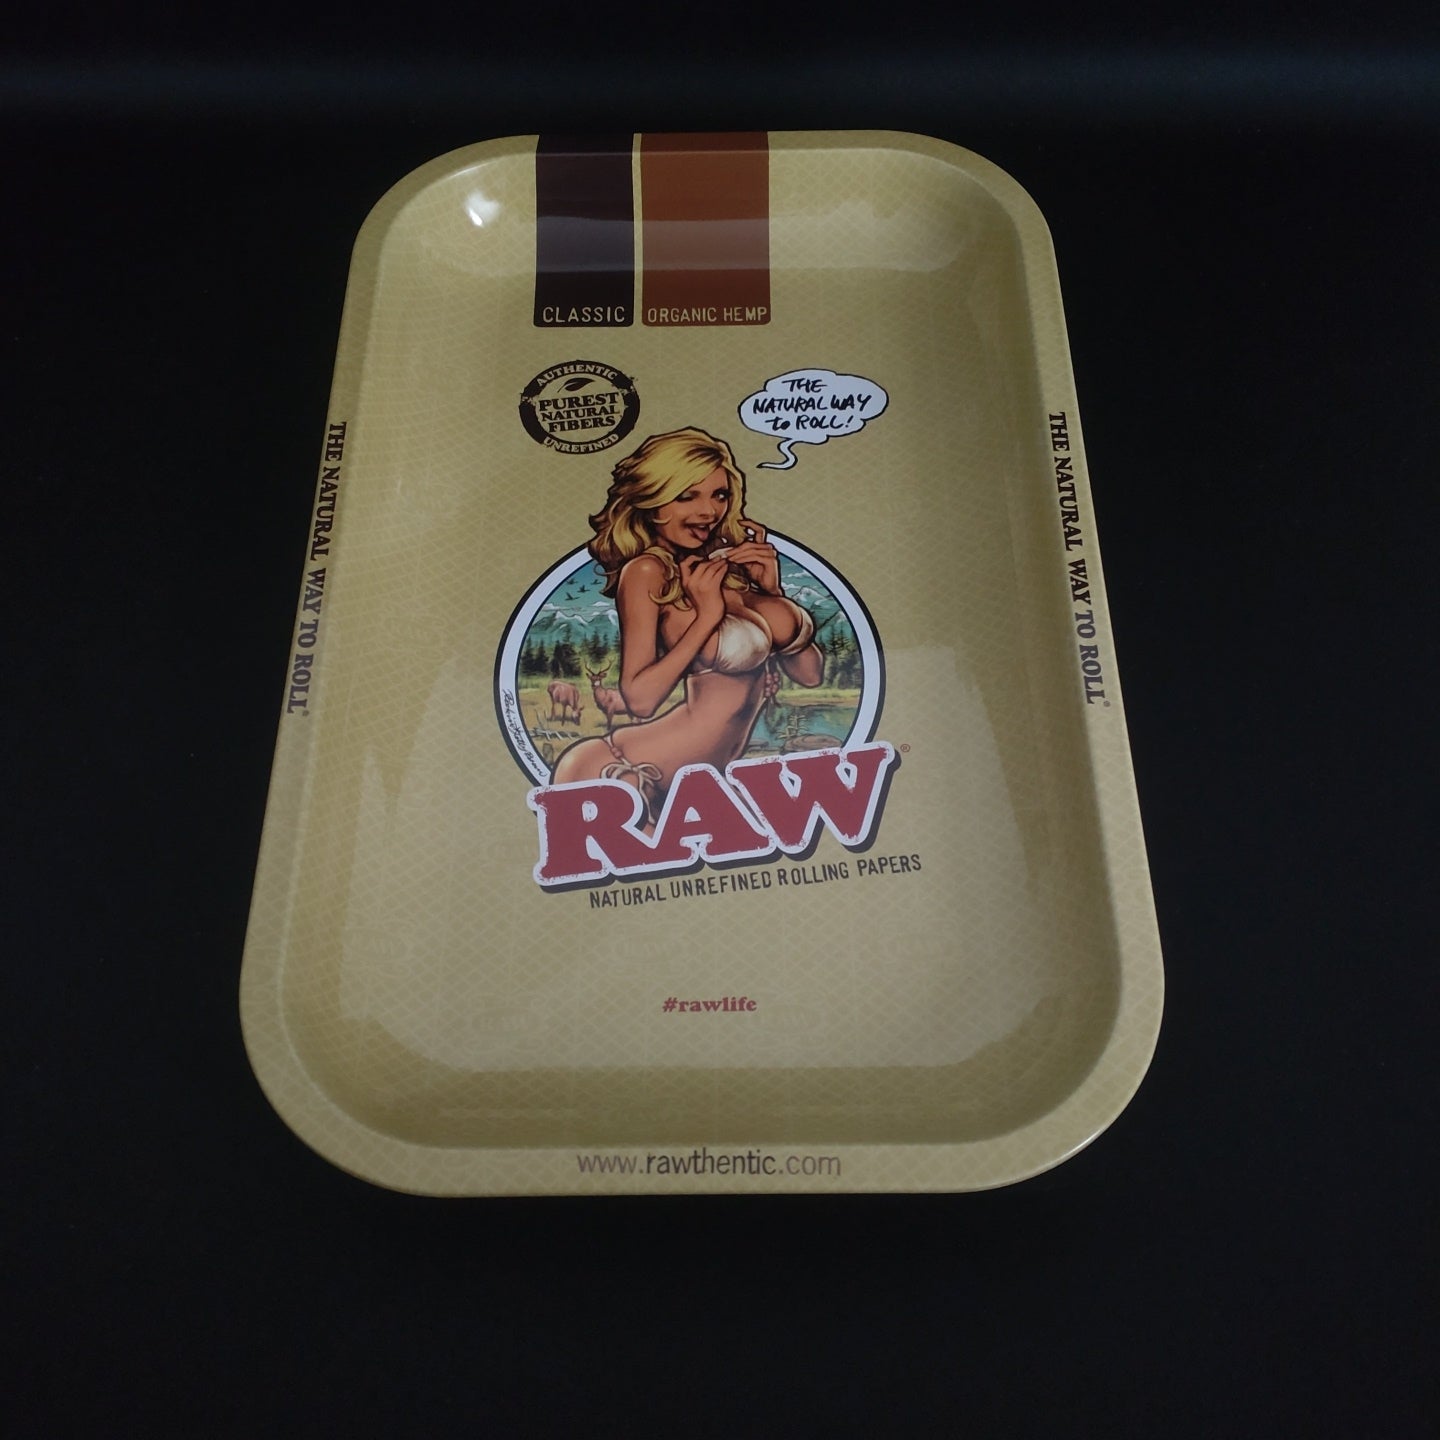 CLASSIC
ORGANIC HEMP
AUTHENTIC
PUREST
NATURAL
FIBERS
UNREFINED
THE
NATURAL WAY
to ROLL!
THE NATURAL WAY TO ROLL®
THE NATURAL WAY TO ROLL®
RAW®
NATURAL UNREFINED ROLLING PAPERS
#rawlife
www.rawthentic.com